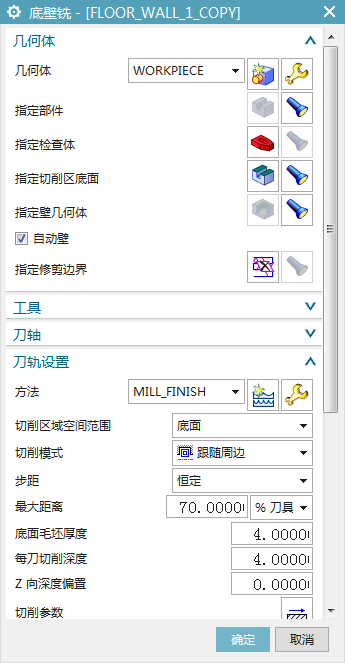 底壁铣 - [FLOOR_WALL_1_COPY]
几何体
几何体 WORKPIECE
指定部件
指定检查体
指定切削区底面
指定壁几何体
自动壁
指定修剪边界
工具
刀轴
刀轨设置
方法 MILL_FINISH
切削区域空间范围 底面
切削模式 跟随周边
步距 恒定
最大距离 70.0000 % 刀具
底面毛坯厚度 4.0000
每刀切削深度 4.0000
Z 向深度偏置 0.0000
切削参数
确定 取消